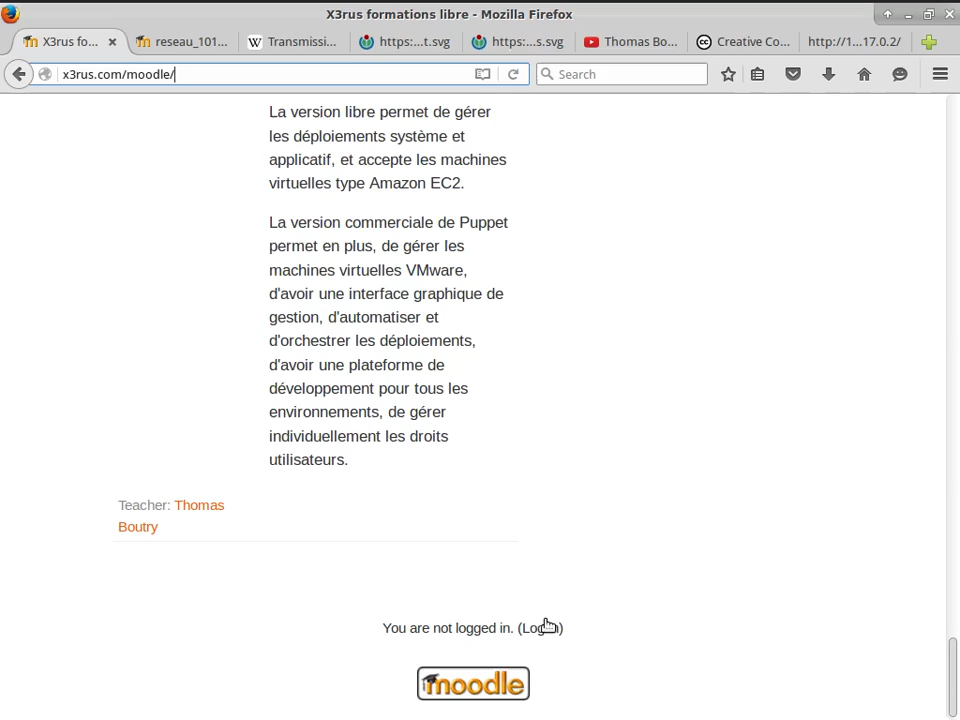 X3rus formations libre - Mozilla Firefox
X3rus fo...
reseau_101...
W Transmissi...
https:...t.svg
https:...s.svg
Thomas Bo...
cc Creative Co...
http://1...17.0.2/
x3rus.com/moodle/
Search
La version libre permet de gérer
les déploiements système et
applicatif, et accepte les machines
virtuelles type Amazon EC2.
La version commerciale de Puppet
permet en plus, de gérer les
machines virtuelles VMware,
d'avoir une interface graphique de
gestion, d'automatiser et
d'orchestrer les déploiements,
d'avoir une plateforme de
développement pour tous les
environnements, de gérer
individuellement les droits
utilisateurs.
Teacher: Thomas
Boutry
You are not logged in. (Log in)
moodle